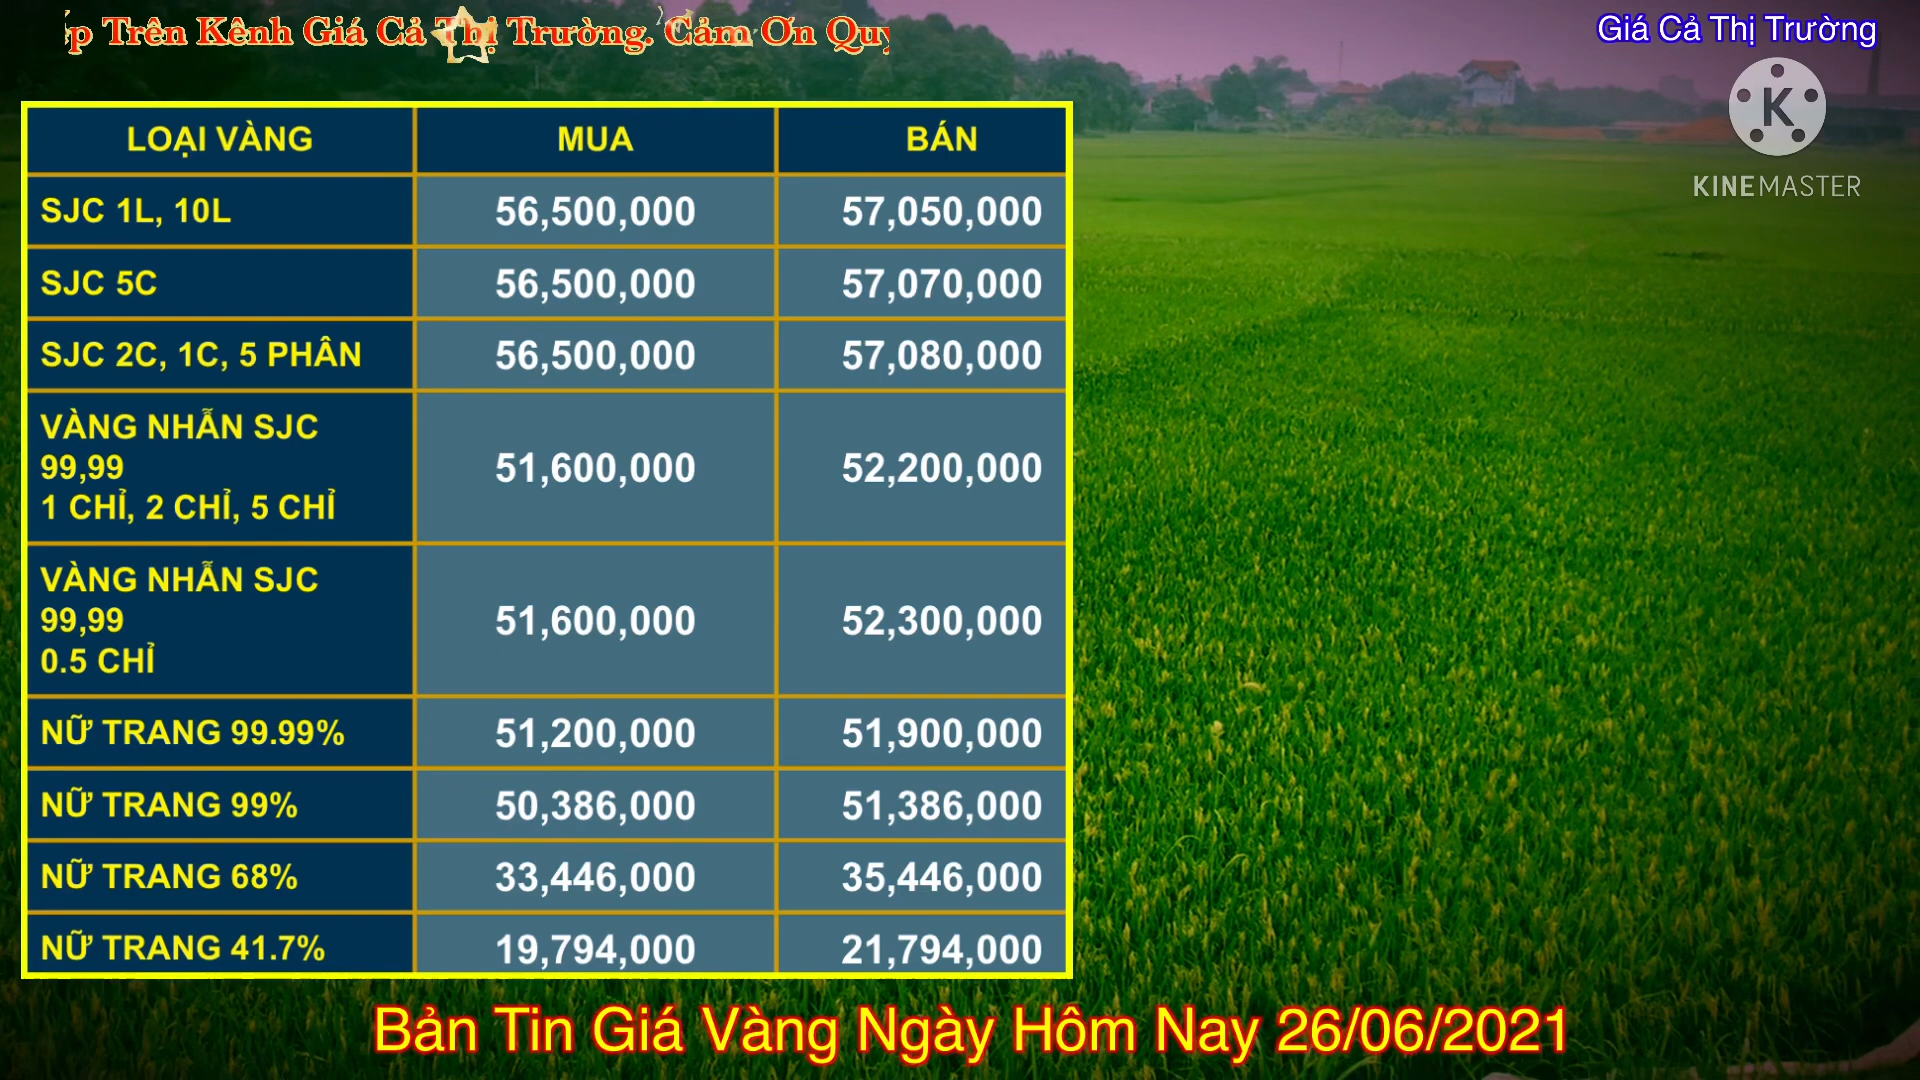 Trên Kênh Giá Cả Thị Trường. Cảm Ơn
Giá Cả Thị Trường
K
KINEMASTER
LOẠI VÀNG MUA BÁN
SJC 1L, 10L 56,500,000 57,050,000
SJC 5C 56,500,000 57,070,000
SJC 2C, 1C, 5 PHÂN 56,500,000 57,080,000
VÀNG NHẪN SJC
99,99
1 CHỈ, 2 CHỈ, 5 CHỈ 51,600,000 52,200,000
VÀNG NHẪN SJC
99,99
0.5 CHỈ 51,600,000 52,300,000
NỮ TRANG 99.99% 51,200,000 51,900,000
NỮ TRANG 99% 50,386,000 51,386,000
NỮ TRANG 68% 33,446,000 35,446,000
NỮ TRANG 41.7% 19,794,000 21,794,000
Bản Tin Giá Vàng Ngày Hôm Nay 26/06/2021